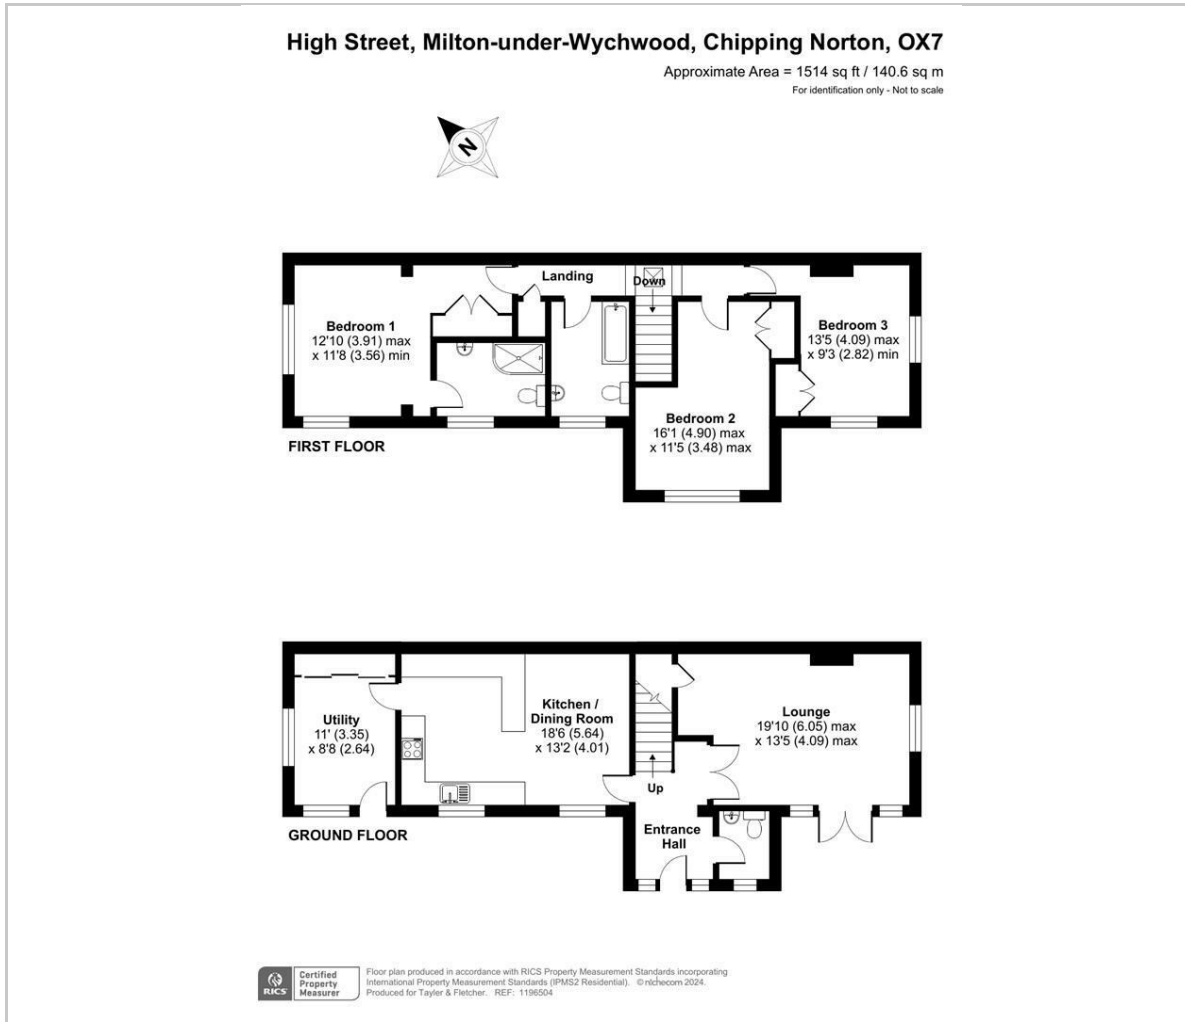 High Street, Milton-under-Wychwood, Chipping Norton, OX7
Approximate Area = 1514 sq ft / 140.6 sq m
For identification only - Not to scale
N
Landing
Down
Bedroom 1
12'10 (3.91) max
x 11'8 (3.56) min
Bedroom 3
13'5 (4.09) max
x 9'3 (2.82) min
Bedroom 2
16'1 (4.90) max
x 11'5 (3.48) max
FIRST FLOOR
Utility
11' (3.35)
x 8'8 (2.64)
Kitchen /
Dining Room
18'6 (5.64)
x 13'2 (4.01)
Lounge
19'10 (6.05) max
x 13'5 (4.09) max
Up
Entrance
Hall
GROUND FLOOR
RICS
Certified
Property
Measurer
Floor plan produced in accordance with RICS Property Measurement Standards incorporating
International Property Measurement Standards (IPMS2 Residential). © nichecom 2024.
Produced for Tayler & Fletcher. REF: 1196504